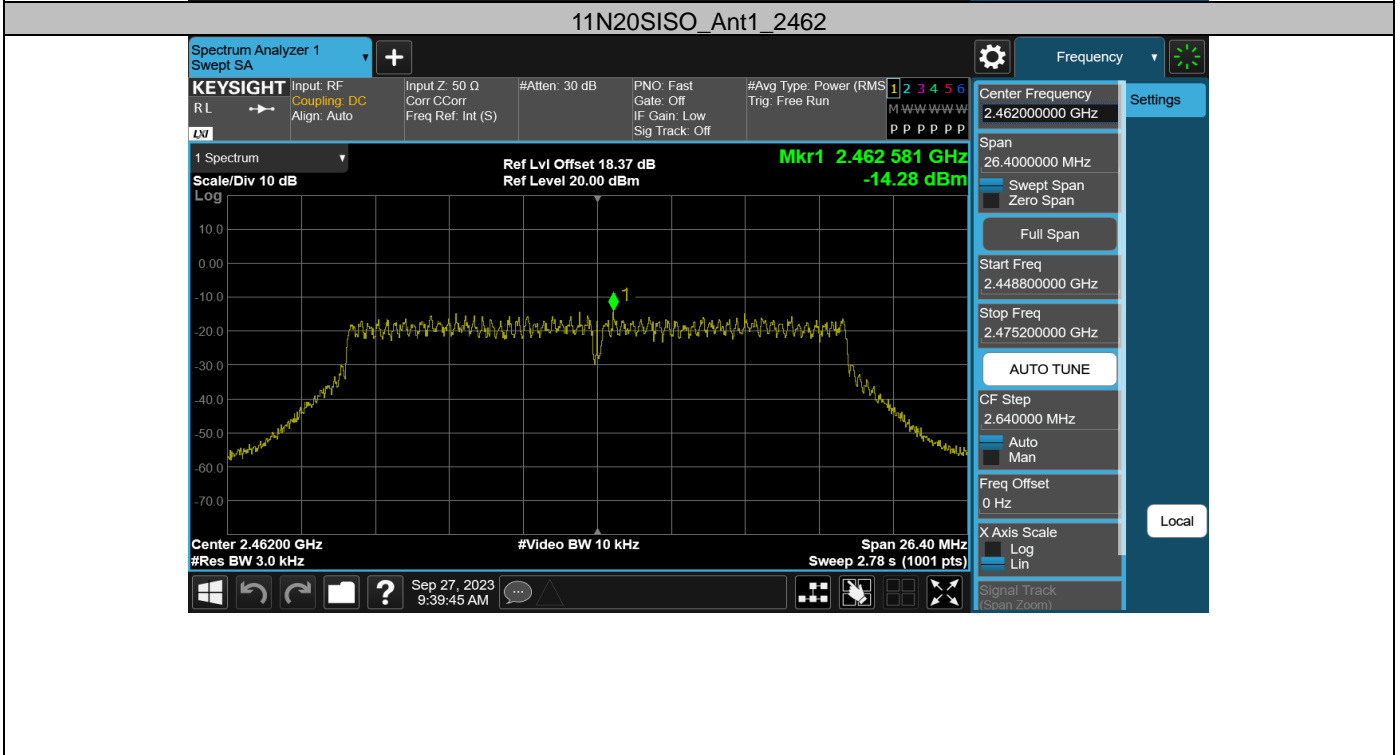 11N20SISO_Ant1_2462
Spectrum Analyzer 1
Swept SA
+
Frequency
KEYSIGHT
R L
LXI
Input: RF
Coupling: DC
Align: Auto
Input Z: 50 Ω
Corr CCorr
Freq Ref: Int (S)
#Atten: 30 dB
PNO: Fast
Gate: Off
IF Gain: Low
Sig Track: Off
#Avg Type: Power (RMS
Trig: Free Run
1 2 3 4 5 6
M W W W W W
P P P P P P
1 Spectrum
Scale/Div 10 dB
Log
Ref Lvl Offset 18.37 dB
Ref Level 20.00 dBm
Mkr1 2.462 581 GHz
-14.28 dBm
10.0
0.00
-10.0
-20.0
-30.0
-40.0
-50.0
-60.0
-70.0
1
Center 2.46200 GHz
#Res BW 3.0 kHz
#Video BW 10 kHz
Span 26.40 MHz
Sweep 2.78 s (1001 pts)
?
Sep 27, 2023
9:39:45 AM
Center Frequency
2.462000000 GHz
Span
26.4000000 MHz
Swept Span
Zero Span
Full Span
Start Freq
2.448800000 GHz
Stop Freq
2.475200000 GHz
AUTO TUNE
CF Step
2.640000 MHz
Auto
Man
Freq Offset
0 Hz
X Axis Scale
Log
Lin
Signal Track
(Span Zoom)
Settings
Local